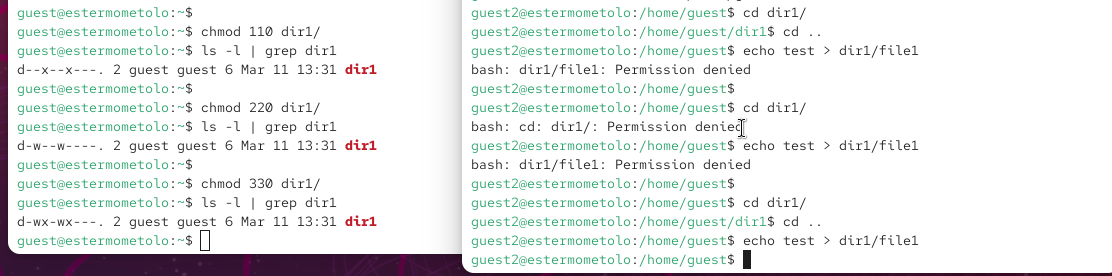 guest@estermometolo:~$
guest@estermometolo:~$ chmod 110 dir1/
guest@estermometolo:~$ ls -l | grep dir1
d--x--x---. 2 guest guest 6 Mar 11 13:31 dir1
guest@estermometolo:~$
guest@estermometolo:~$ chmod 220 dir1/
guest@estermometolo:~$ ls -l | grep dir1
d-w--w----. 2 guest guest 6 Mar 11 13:31 dir1
guest@estermometolo:~$
guest@estermometolo:~$ chmod 330 dir1/
guest@estermometolo:~$ ls -l | grep dir1
d-wx-wx---. 2 guest guest 6 Mar 11 13:31 dir1
guest@estermometolo:~$
guest2@estermometolo:/home/guest$ cd dir1/
guest2@estermometolo:/home/guest/dir1$ cd ..
guest2@estermometolo:/home/guest$ echo test > dir1/file1
bash: dir1/file1: Permission denied
guest2@estermometolo:/home/guest$
guest2@estermometolo:/home/guest$ cd dir1/
bash: cd: dir1/: Permission denied
guest2@estermometolo:/home/guest$ echo test > dir1/file1
bash: dir1/file1: Permission denied
guest2@estermometolo:/home/guest$
guest2@estermometolo:/home/guest$ cd dir1/
guest2@estermometolo:/home/guest/dir1$ cd ..
guest2@estermometolo:/home/guest$ echo test > dir1/file1
guest2@estermometolo:/home/guest$